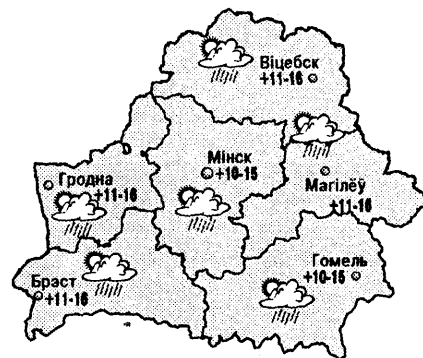 Віцебск
+11-16
Мінск
+10-15
Гродна
+11-16
Магілёў
+11-16
Гомель
+10-15
Брэст
+11-16